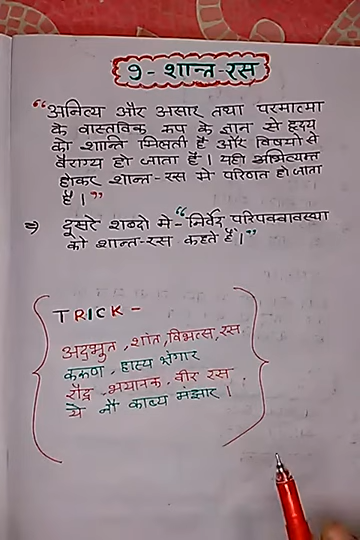 9 - शान्त-रस
“अनित्य और असार तथा परमात्मा
के वास्तविक रूप के ज्ञान से हृदय
को शान्ति मिलती है और विषयो से
वैराग्य हो जाता है। यही अभिव्यक्त
होकर शान्त-रस मे परिणत हो जाता
है।”
⇒ दूसरे शब्दो मे- “निर्वेद परिपक्वावस्था
को शान्त-रस कहते है।”
TRICK -
अद्भुत, शांत, विभत्स, रस
करुण, हास्य श्रृंगार
रौद्र, भयानक, वीर रस
ये नौ काव्य मंझार।